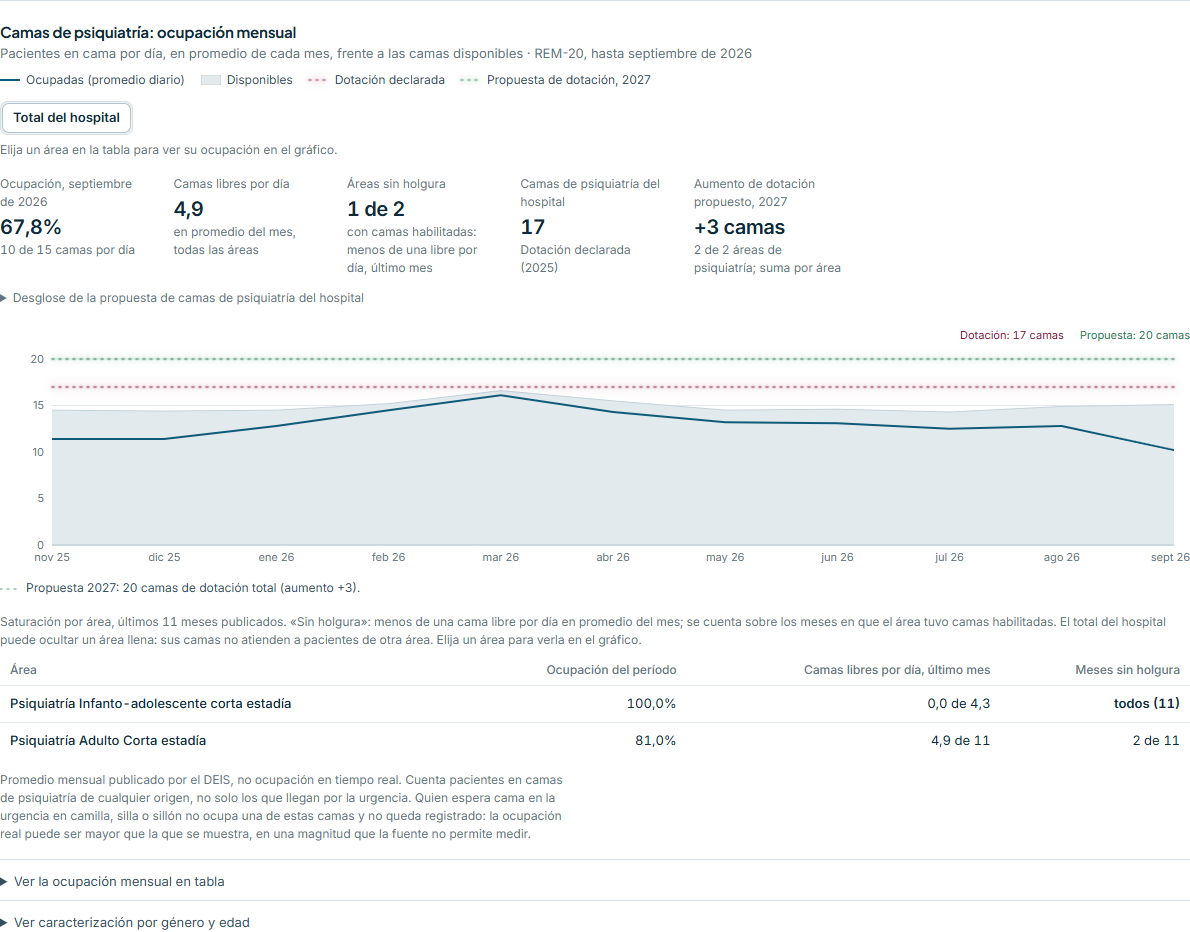 Camas de psiquiatría: ocupación mensual
Pacientes en cama por día, en promedio de cada mes, frente a las camas disponibles · REM-20, hasta septiembre de 2026
Ocupadas (promedio diario) Disponibles Dotación declarada Propuesta de dotación, 2027
Total del hospital
Elija un área en la tabla para ver su ocupación en el gráfico.
Ocupación, septiembre de 2026
67,8%
10 de 15 camas por día
Camas libres por día
4,9
en promedio del mes,
todas las áreas
Áreas sin holgura
1 de 2
con camas habilitadas:
menos de una libre por
día, último mes
Camas de psiquiatría del
hospital
17
Dotación declarada
(2025)
Aumento de dotación
propuesto, 2027
+3 camas
2 de 2 áreas de
psiquiatría; suma por área
Desglose de la propuesta de camas de psiquiatría del hospital
Dotación: 17 camas Propuesta: 20 camas
20
15
10
5
0
nov 25 dic 25 ene 26 feb 26 mar 26 abr 26 may 26 jun 26 jul 26 ago 26 sept 26
Propuesta 2027: 20 camas de dotación total (aumento +3).
Saturación por área, últimos 11 meses publicados. «Sin holgura»: menos de una cama libre por día en promedio del mes; se cuenta sobre los meses en que el área tuvo camas habilitadas. El total del hospital
puede ocultar un área llena: sus camas no atienden a pacientes de otra área. Elija un área para verla en el gráfico.
Área Ocupación del período Camas libres por día, último mes Meses sin holgura
Psiquiatría Infanto-adolescente corta estadía 100,0% 0,0 de 4,3 todos (11)
Psiquiatría Adulto Corta estadía 81,0% 4,9 de 11 2 de 11
Promedio mensual publicado por el DEIS, no ocupación en tiempo real. Cuenta pacientes en camas
de psiquiatría de cualquier origen, no solo los que llegan por la urgencia. Quien espera cama en la
urgencia en camilla, silla o sillón no ocupa una de estas camas y no queda registrado: la ocupación
real puede ser mayor que la que se muestra, en una magnitud que la fuente no permite medir.
Ver la ocupación mensual en tabla
Ver caracterización por género y edad